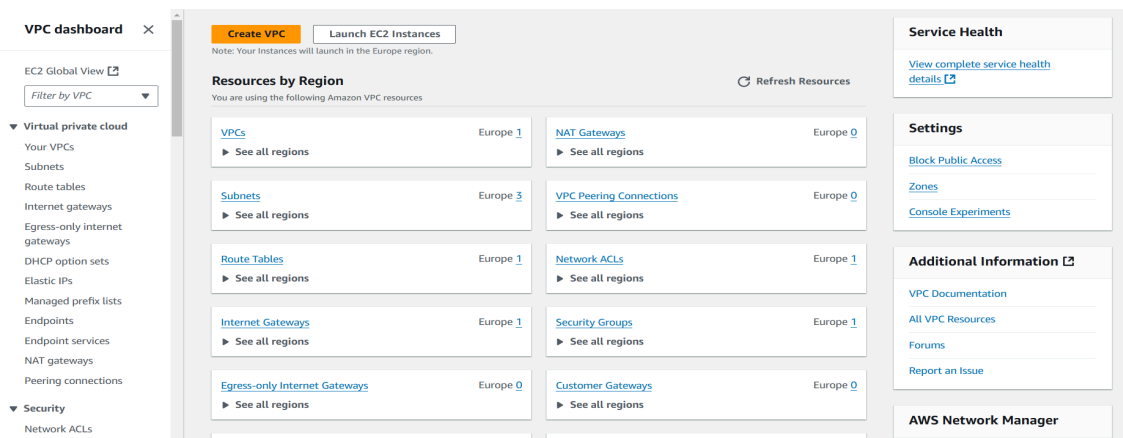 VPC dashboard
EC2 Global View
Filter by VPC
Virtual private cloud
Your VPCs
Subnets
Route tables
Internet gateways
Egress-only internet
gateways
DHCP option sets
Elastic IPs
Managed prefix lists
Endpoints
Endpoint services
NAT gateways
Peering connections
Security
Network ACLs
Create VPC
Launch EC2 Instances
Note: Your Instances will launch in the Europe region.
Resources by Region
Refresh Resources
You are using the following Amazon VPC resources
VPCs Europe 1
See all regions
NAT Gateways Europe 0
See all regions
Subnets Europe 3
See all regions
VPC Peering Connections Europe 0
See all regions
Route Tables Europe 1
See all regions
Network ACLs Europe 1
See all regions
Internet Gateways Europe 1
See all regions
Security Groups Europe 1
See all regions
Egress-only Internet Gateways Europe 0
See all regions
Customer Gateways Europe 0
See all regions
Service Health
View complete service health
details
Settings
Block Public Access
Zones
Console Experiments
Additional Information
VPC Documentation
All VPC Resources
Forums
Report an Issue
AWS Network Manager